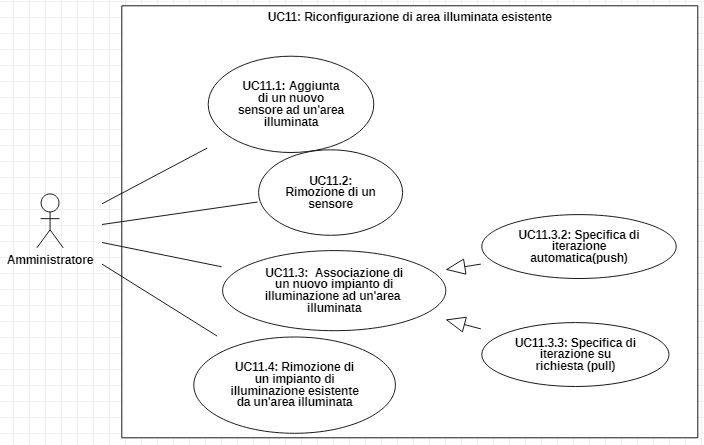 UC11: Riconfigurazione di area illuminata esistente
UC11.1: Aggiunta
di un nuovo
sensore ad un'area
illuminata
UC11.2:
Rimozione di un
sensore
Amministratore
UC11.3: Associazione di
un nuovo impianto di
illuminazione ad un'area
illuminata
UC11.3.2: Specifica di
iterazione
automatica(push)
UC11.3.3: Specifica di
iterazione su
richiesta (pull)
UC11.4: Rimozione di
un impianto di
illuminazione esistente
da un'area illuminata